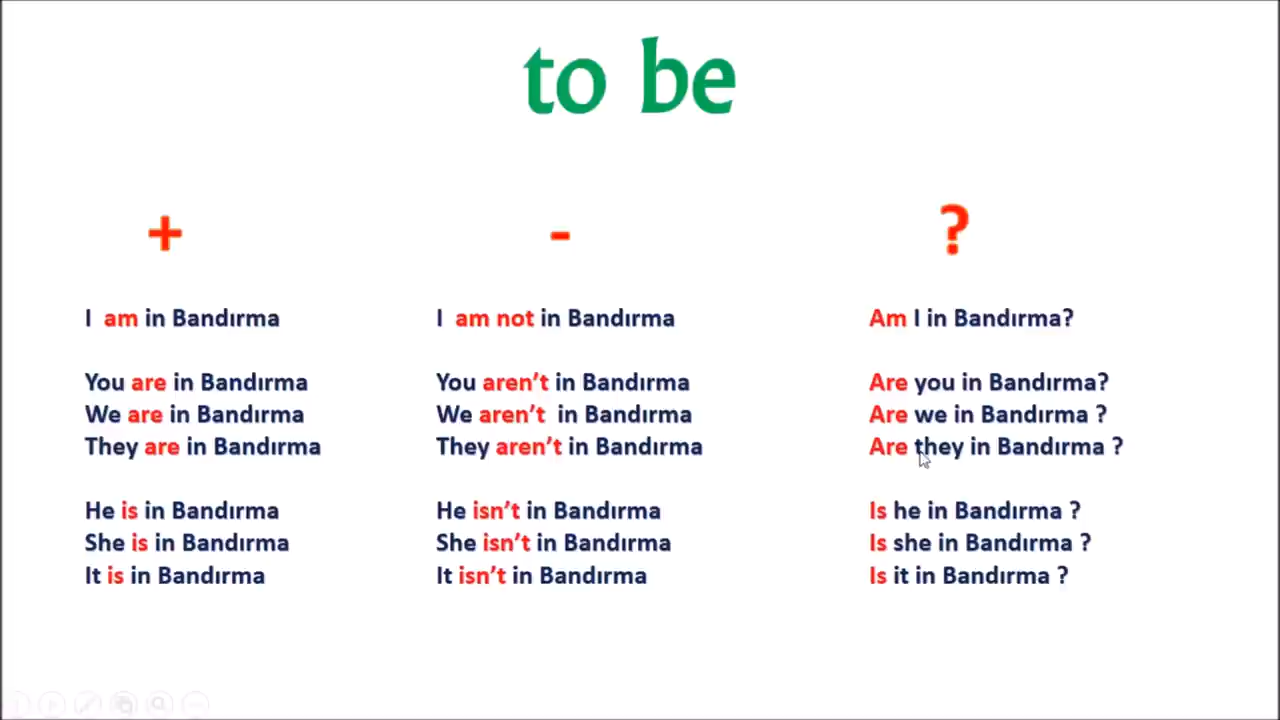 to be
+
-
?
I am in Bandırma
You are in Bandırma
We are in Bandırma
They are in Bandırma
He is in Bandırma
She is in Bandırma
It is in Bandırma
I am not in Bandırma
You aren’t in Bandırma
We aren’t in Bandırma
They aren’t in Bandırma
He isn’t in Bandırma
She isn’t in Bandırma
It isn’t in Bandırma
Am I in Bandırma?
Are you in Bandırma?
Are we in Bandırma ?
Are they in Bandırma ?
Is he in Bandırma ?
Is she in Bandırma ?
Is it in Bandırma ?